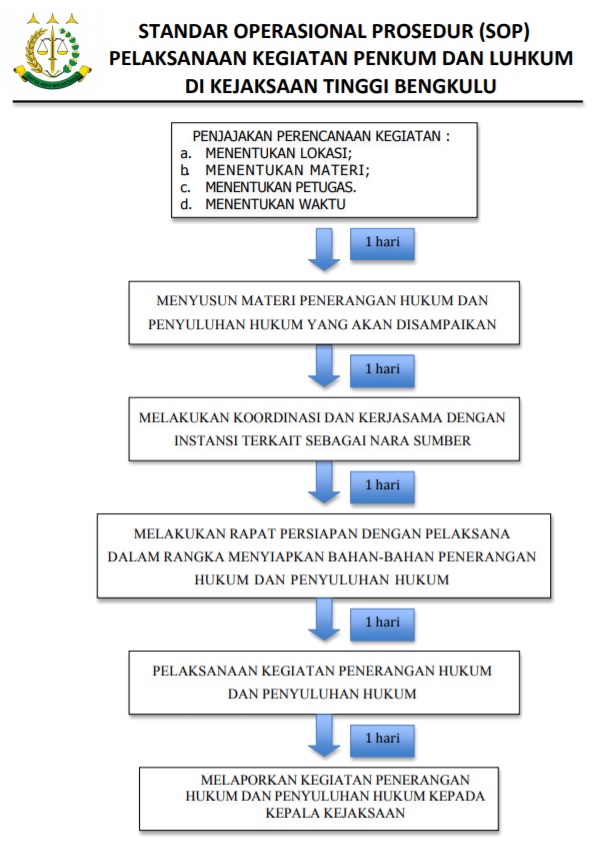 STANDAR OPERASIONAL PROSEDUR (SOP)
PELAKSANAAN KEGIATAN PENKUM DAN LUHKUM
DI KEJAKSAAN TINGGI BENGKULU
PENJAJAKAN PERENCANAAN KEGIATAN :
a. MENENTUKAN LOKASI;
b. MENENTUKAN MATERI;
c. MENENTUKAN PETUGAS.
d. MENENTUKAN WAKTU
1 hari
MENYUSUN MATERI PENERANGAN HUKUM DAN
PENYULUHAN HUKUM YANG AKAN DISAMPAIKAN
1 hari
MELAKUKAN KOORDINASI DAN KERJASAMA DENGAN
INSTANSI TERKAIT SEBAGAI NARA SUMBER
1 hari
MELAKUKAN RAPAT PERSIAPAN DENGAN PELAKSANA
DALAM RANGKA MENYIAPKAN BAHAN-BAHAN PENERANGAN
HUKUM DAN PENYULUHAN HUKUM
1 hari
PELAKSANAAN KEGIATAN PENERANGAN HUKUM
DAN PENYULUHAN HUKUM
1 hari
MELAPORKAN KEGIATAN PENERANGAN
HUKUM DAN PENYULUHAN HUKUM KEPADA
KEPALA KEJAKSAAN